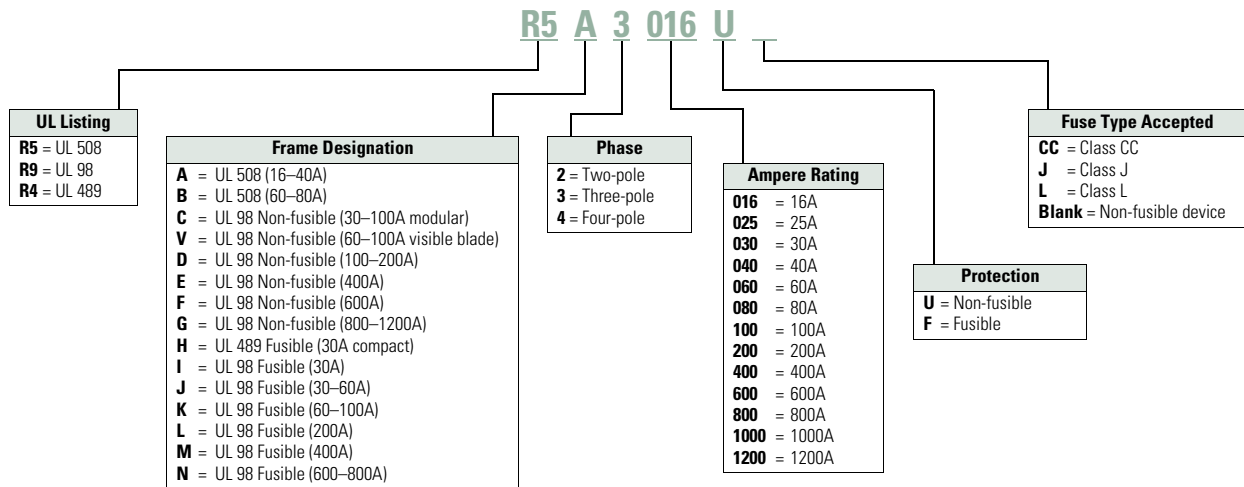 R5 A 3 016 U _
UL Listing
R5 = UL 508
R9 = UL 98
R4 = UL 489
Frame Designation
A = UL 508 (16–40A)
B = UL 508 (60–80A)
C = UL 98 Non-fusible (30–100A modular)
V = UL 98 Non-fusible (60–100A visible blade)
D = UL 98 Non-fusible (100–200A)
E = UL 98 Non-fusible (400A)
F = UL 98 Non-fusible (600A)
G = UL 98 Non-fusible (800–1200A)
H = UL 489 Fusible (30A compact)
I = UL 98 Fusible (30A)
J = UL 98 Fusible (30–60A)
K = UL 98 Fusible (60–100A)
L = UL 98 Fusible (200A)
M = UL 98 Fusible (400A)
N = UL 98 Fusible (600–800A)
Phase
2 = Two-pole
3 = Three-pole
4 = Four-pole
Ampere Rating
016 = 16A
025 = 25A
030 = 30A
040 = 40A
060 = 60A
080 = 80A
100 = 100A
200 = 200A
400 = 400A
600 = 600A
800 = 800A
1000 = 1000A
1200 = 1200A
Protection
U = Non-fusible
F = Fusible
Fuse Type Accepted
CC = Class CC
J = Class J
L = Class L
Blank = Non-fusible device